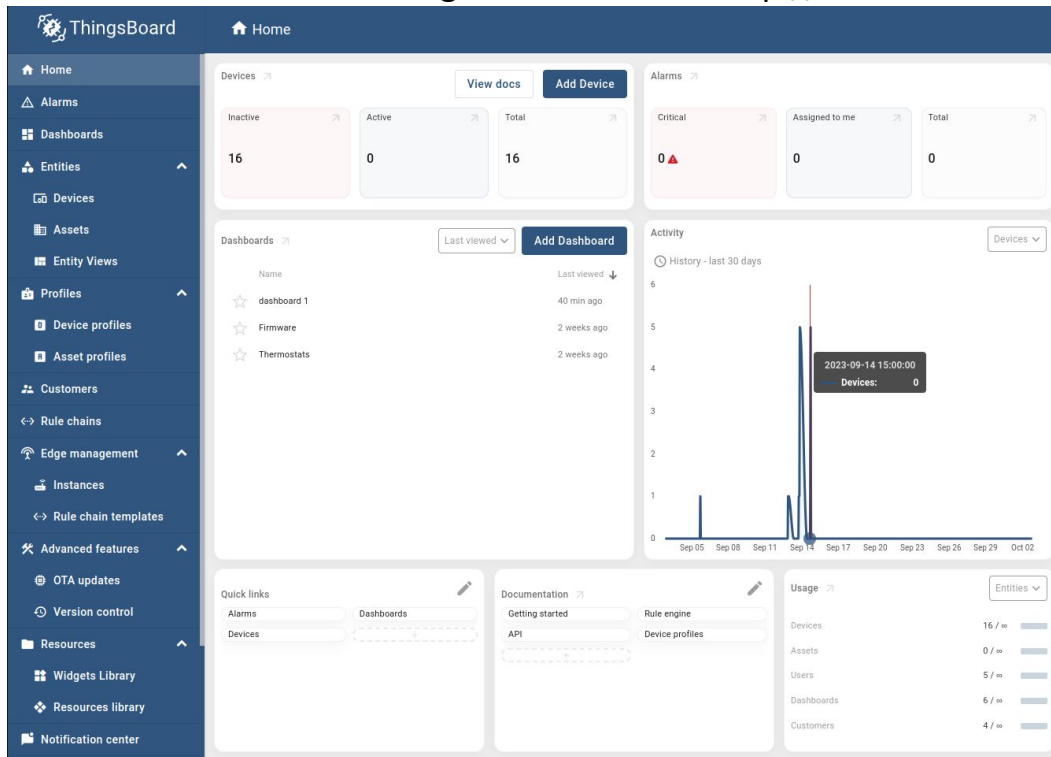 ThingsBoard
Home
Home
Alarms
Dashboards
Entities
Devices
Assets
Entity Views
Profiles
Device profiles
Asset profiles
Customers
Rule chains
Edge management
Instances
Rule chain templates
Advanced features
OTA updates
Version control
Resources
Widgets Library
Resources library
Notification center
Devices
View docs
Add Device
Inactive
16
Active
0
Total
16
Alarms
Critical
0
Assigned to me
0
Total
0
Dashboards
Last viewed
Add Dashboard
Name Last viewed
dashboard 1 40 min ago
Firmware 2 weeks ago
Thermostats 2 weeks ago
Activity
Devices
History - last 30 days
6
5
4
3
2
1
0
2023-09-14 15:00:00
Devices: 0
Sep 05 Sep 08 Sep 11 Sep 14 Sep 17 Sep 20 Sep 23 Sep 26 Sep 29 Oct 02
Quick links
Alarms Dashboards
Devices +
Documentation
Getting started Rule engine
API Device profiles
+
Usage
Entities
Devices 16 / ∞
Assets 0 / ∞
Users 5 / ∞
Dashboards 6 / ∞
Customers 4 / ∞